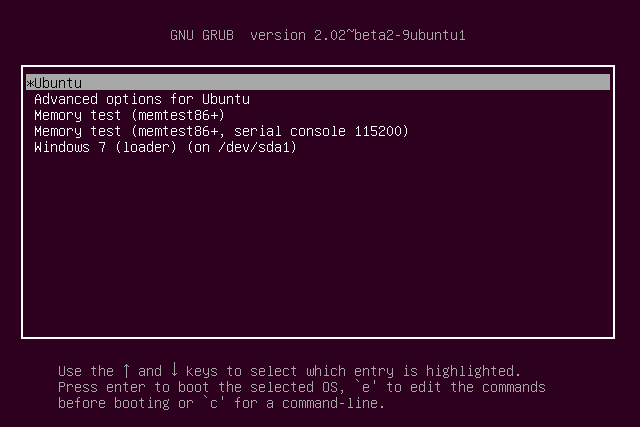 GNU GRUB  version 2.02~beta2-9ubuntu1
*Ubuntu
Advanced options for Ubuntu
Memory test (memtest86+)
Memory test (memtest86+, serial console 115200)
Windows 7 (loader) (on /dev/sda1)
Use the ↑ and ↓ keys to select which entry is highlighted.
Press enter to boot the selected OS, `e' to edit the commands
before booting or `c' for a command-line.